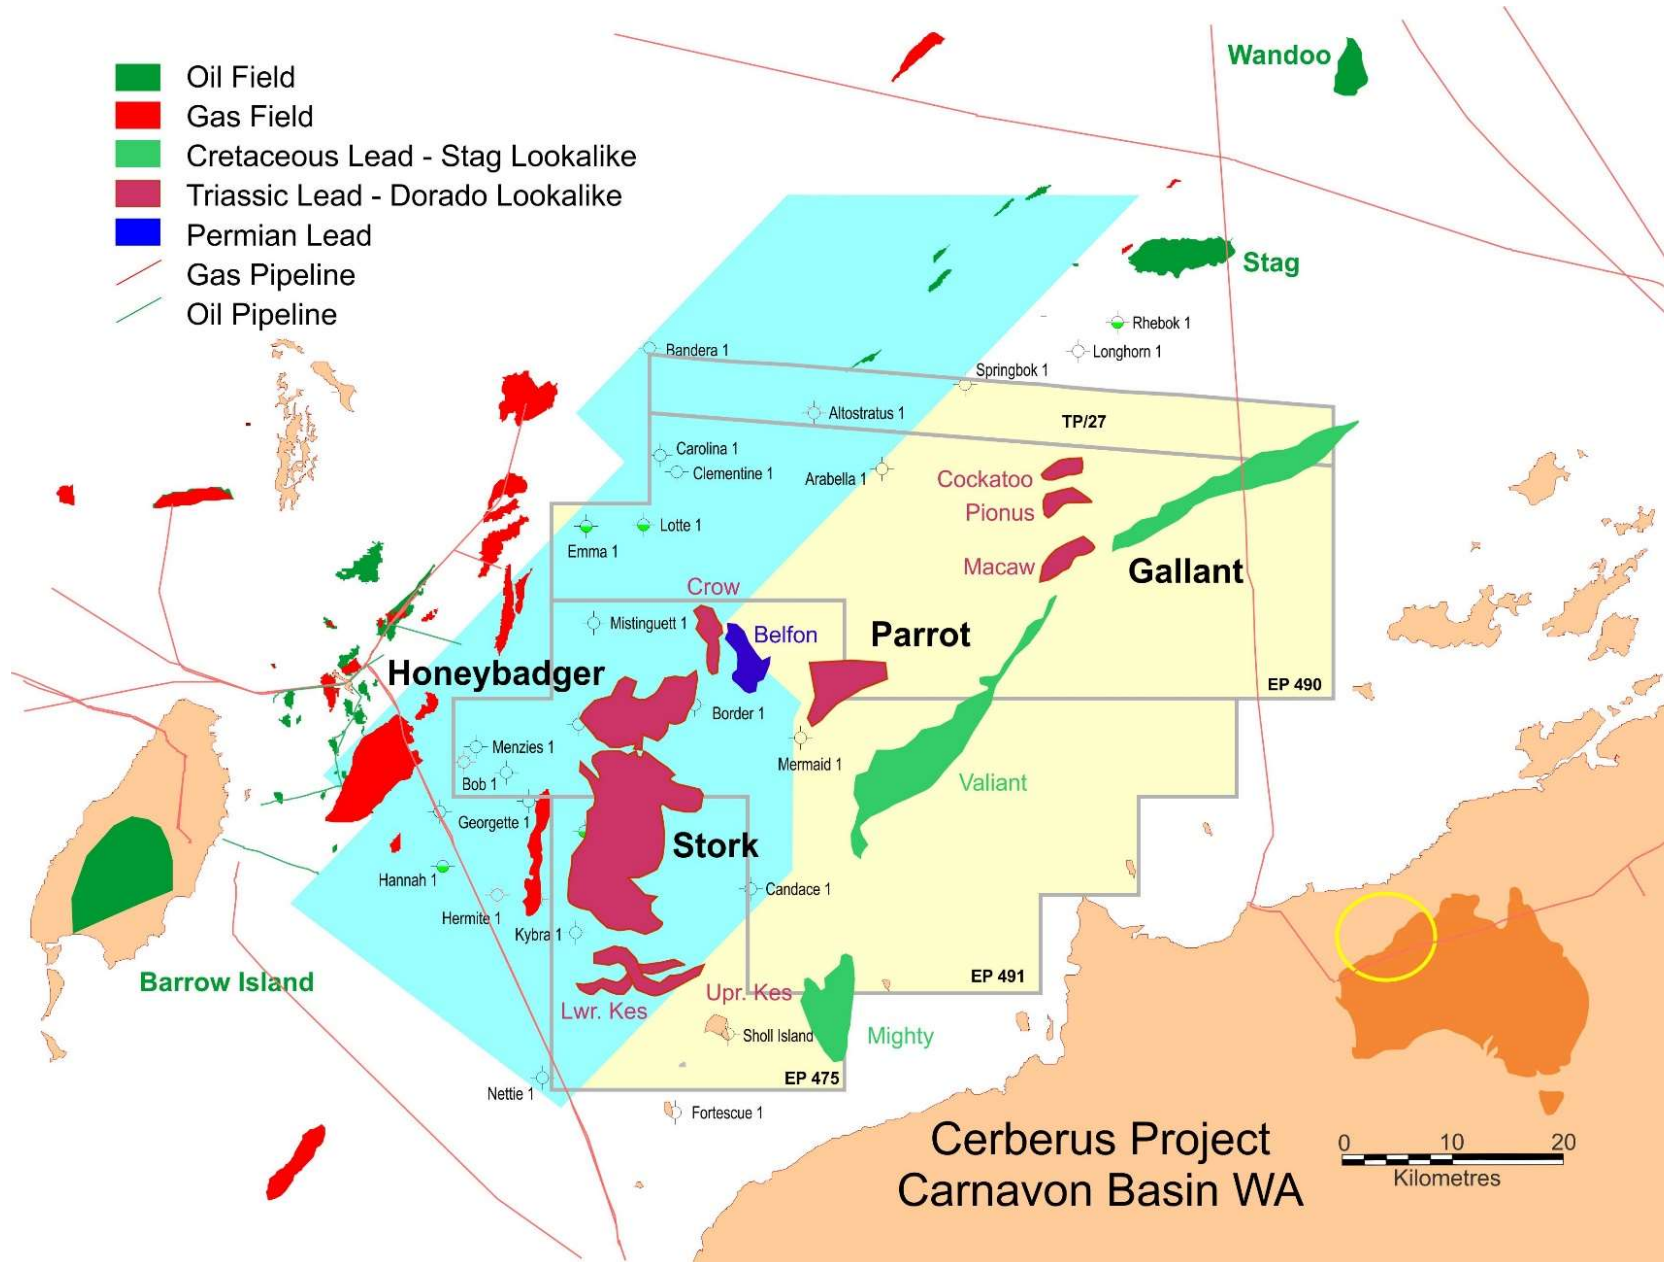 Wandoo
Oil Field
Gas Field
Cretaceous Lead - Stag Lookalike
Triassic Lead - Dorado Lookalike
Permian Lead
Gas Pipeline
Oil Pipeline
Stag
Rhebok 1
Longhorn 1
Bandera 1
Springbok 1
Altostratus 1
TP/27
Carolina 1
Clementine 1
Arabella 1
Cockatoo
Pionus
Lotte 1
Emma 1
Macaw
Gallant
Crow
Mistinguett 1
Belfon
Parrot
Honeybadger
EP 490
Border 1
Menzies 1
Mermaid 1
Bob 1
Valiant
Georgette 1
Stork
Hannah 1
Candace 1
Hermite 1
Kybra 1
EP 491
Barrow Island
Upr. Kes
Lwr. Kes
Sholl Island
Mighty
EP 475
Nettie 1
Fortescue 1
Cerberus Project
Carnavon Basin WA
0 10 20
Kilometres